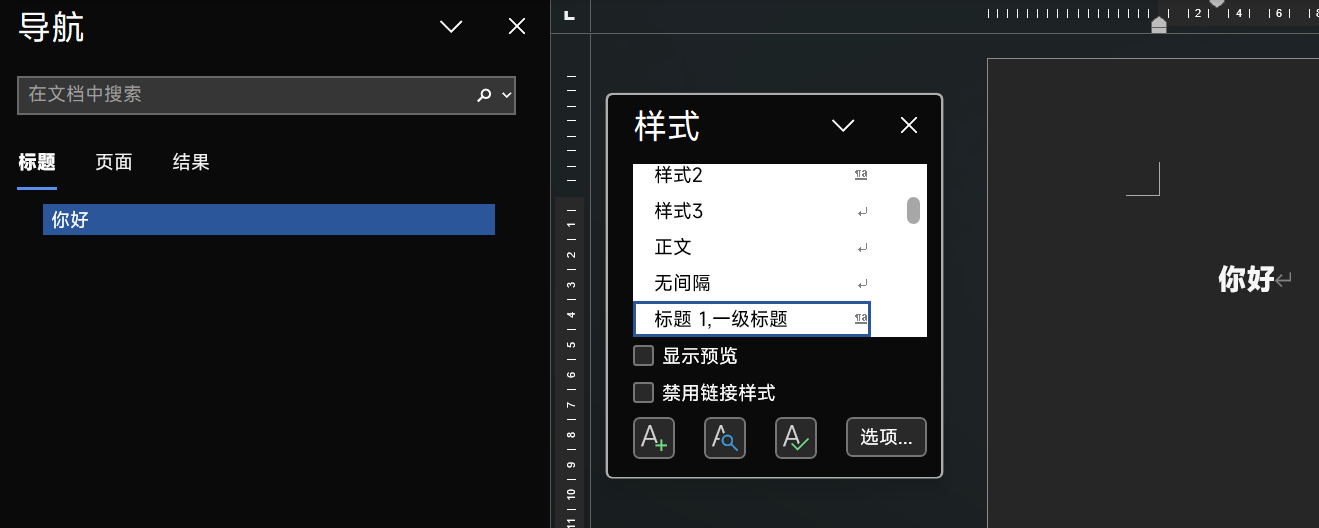 导航
在文档中搜索
标题 页面 结果
你好
L
2 4 6 8
1
2
3
4
5
6
7
8
9
10
11
样式
样式2 ¶a
样式3 ↵
正文 ↵
无间隔 ↵
标题 1,一级标题 ¶a
显示预览
禁用链接样式
选项...
你好↵